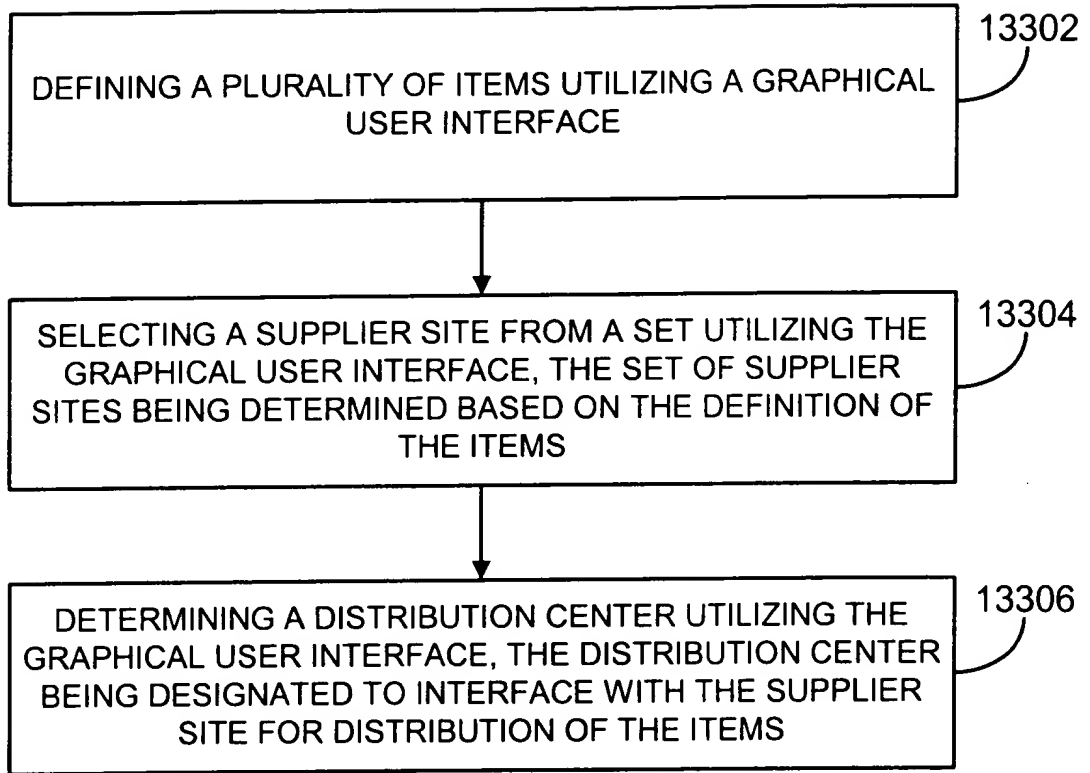 13302
DEFINING A PLURALITY OF ITEMS UTILIZING A GRAPHICAL
USER INTERFACE
13304
SELECTING A SUPPLIER SITE FROM A SET UTILIZING THE
GRAPHICAL USER INTERFACE, THE SET OF SUPPLIER
SITES BEING DETERMINED BASED ON THE DEFINITION OF
THE ITEMS
13306
DETERMINING A DISTRIBUTION CENTER UTILIZING THE
GRAPHICAL USER INTERFACE, THE DISTRIBUTION CENTER
BEING DESIGNATED TO INTERFACE WITH THE SUPPLIER
SITE FOR DISTRIBUTION OF THE ITEMS